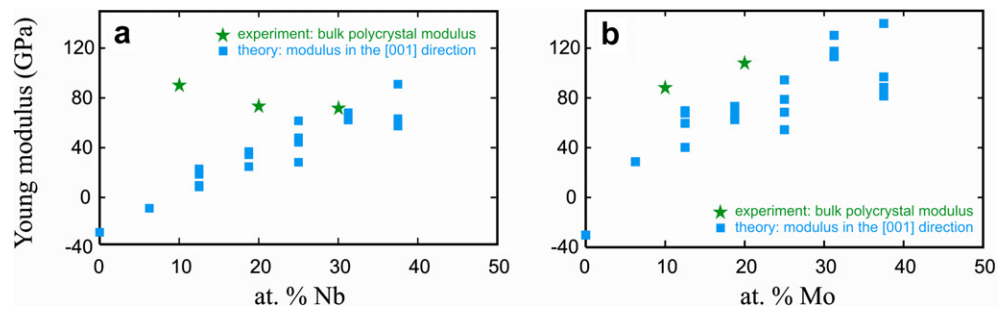 a
experiment: bulk polycrystal modulus
theory: modulus in the [001] direction
Young modulus (GPa)
120
80
40
0
-40
0 10 20 30 40 50
at. % Nb
b
120
80
40
0
-40
experiment: bulk polycrystal modulus
theory: modulus in the [001] direction
0 10 20 30 40 50
at. % Mo